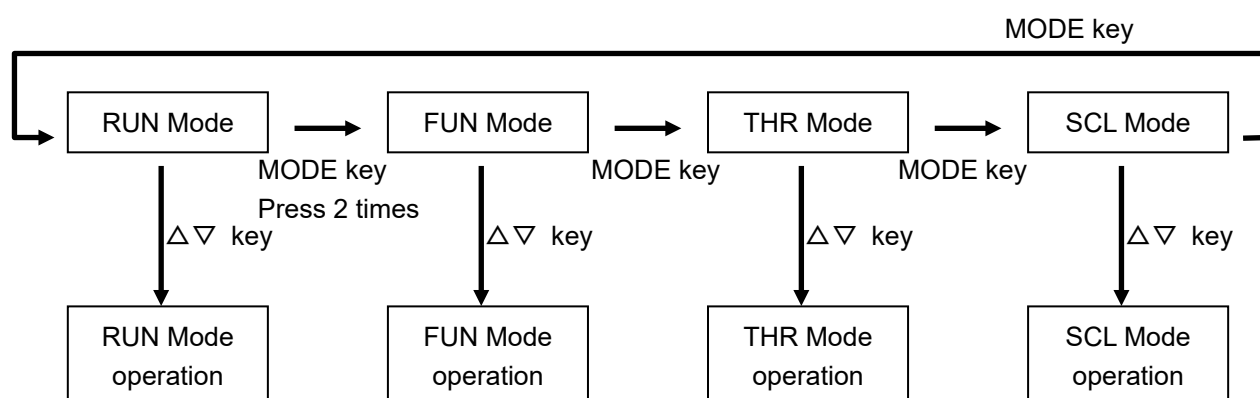 MODE key
RUN Mode
FUN Mode
THR Mode
SCL Mode
MODE key
Press 2 times
MODE key
MODE key
△▽ key
△▽ key
△▽ key
△▽ key
RUN Mode
operation
FUN Mode
operation
THR Mode
operation
SCL Mode
operation